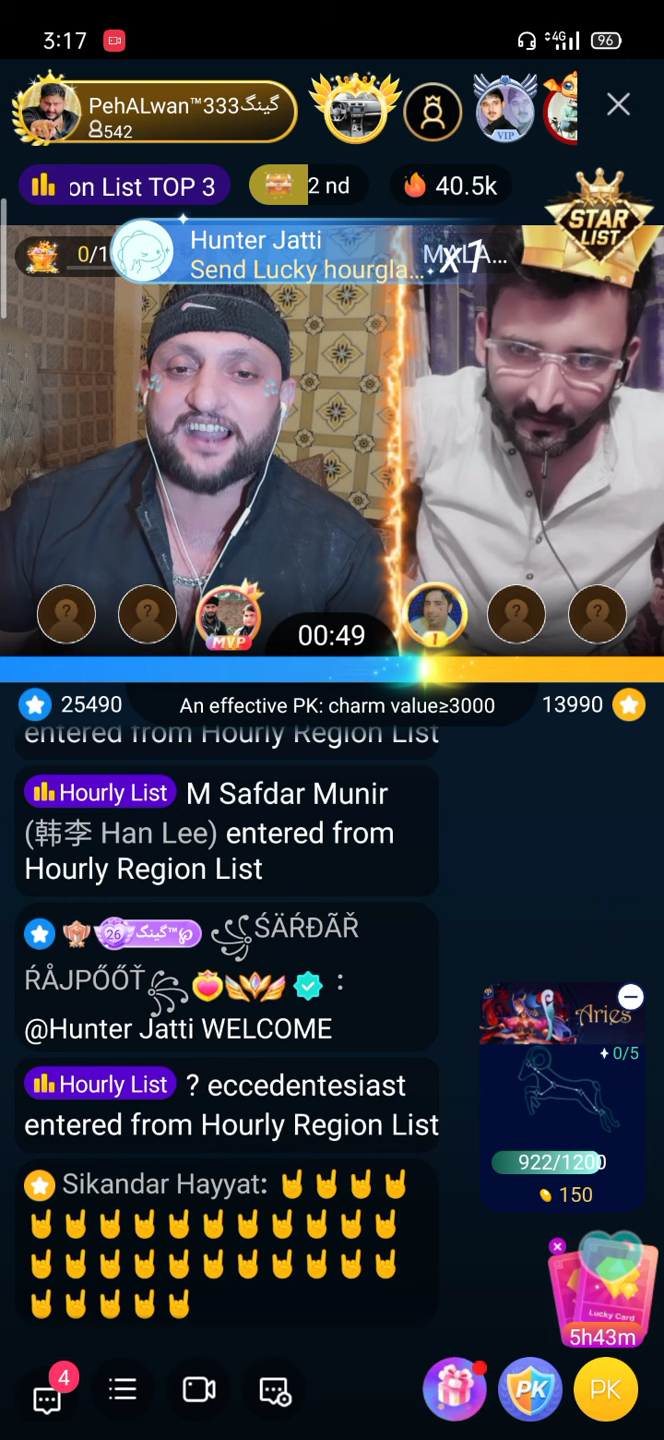 3:17
4G
96
PehALwan™333گینگ
542
VIP
on List TOP 3
2 nd
40.5k
STAR
LIST
0/1
Hunter Jatti
Send Lucky hourgla...
x1
MVP
00:49
1
25490
An effective PK: charm value≥3000
13990
entered from Hourly Region List
Hourly List M Safdar Munir
(韩李 Han Lee) entered from
Hourly Region List
26 گینگ™℘ ŚÄŔĐÃŘ
ŔÅJPŐŐŤ :
@Hunter Jatti WELCOME
Hourly List ? eccedentesiast
entered from Hourly Region List
Sikandar Hayyat: 🤘🤘🤘🤘
🤘🤘🤘🤘🤘🤘🤘🤘🤘🤘
🤘🤘🤘🤘🤘🤘🤘🤘🤘🤘
🤘🤘🤘🤘🤘
Aries
0/5
922/1200
150
Lucky Card
5h43m
4
PK
PK